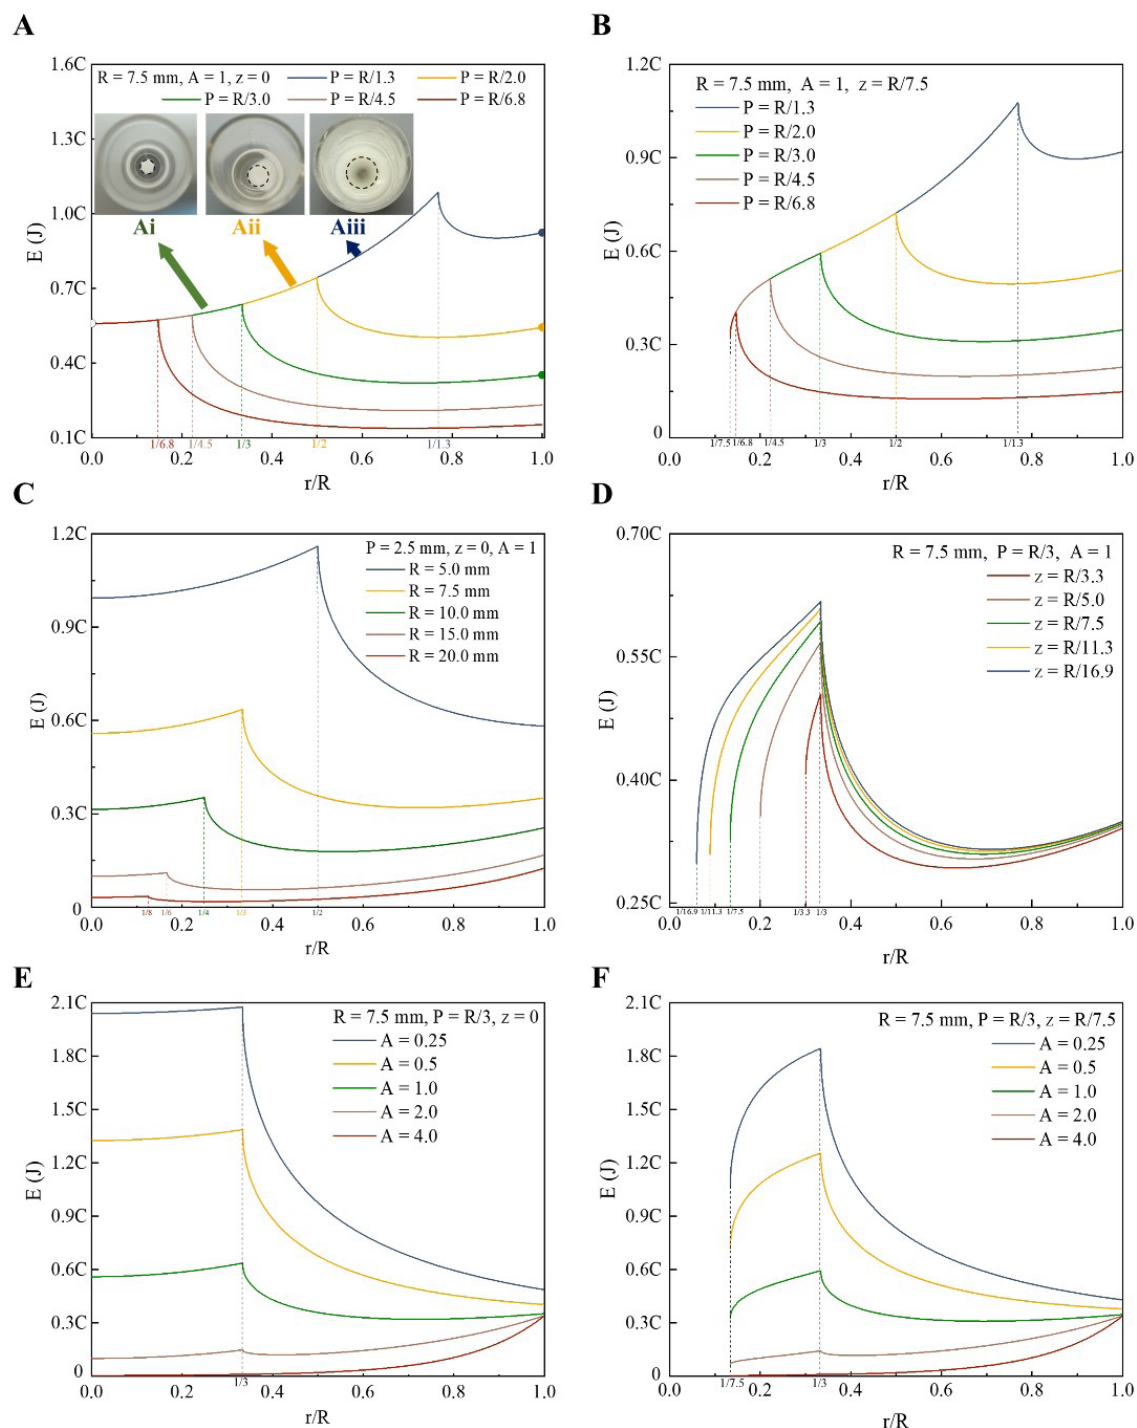 A
R = 7.5 mm, A = 1, z = 0 P = R/1.3 P = R/2.0
P = R/3.0 P = R/4.5 P = R/6.8
1.6C
1.3C
1.0C
0.7C
0.4C
0.1C
E (J)
Ai Aii Aiii
1/6.8 1/4.5 1/3 1/2 1/1.3
0.0 0.2 0.4 0.6 0.8 1.0
r/R
B
R = 7.5 mm, A = 1, z = R/7.5
P = R/1.3
P = R/2.0
P = R/3.0
P = R/4.5
P = R/6.8
1.2C
0.9C
0.6C
0.3C
0
E (J)
1/7.5 1/6.8 1/4.5 1/3 1/2 1/1.3
0.0 0.2 0.4 0.6 0.8 1.0
r/R
C
P = 2.5 mm, z = 0, A = 1
R = 5.0 mm
R = 7.5 mm
R = 10.0 mm
R = 15.0 mm
R = 20.0 mm
1.2C
0.9C
0.6C
0.3C
0
E (J)
1/8 1/6 1/4 1/3 1/2
0.0 0.2 0.4 0.6 0.8 1.0
r/R
D
R = 7.5 mm, P = R/3, A = 1
z = R/3.3
z = R/5.0
z = R/7.5
z = R/11.3
z = R/16.9
0.70C
0.55C
0.40C
0.25C
E (J)
1/16.9 1/11.3 1/7.5 1/3.3 1/3
0.0 0.2 0.4 0.6 0.8 1.0
r/R
E
R = 7.5 mm, P = R/3, z = 0
A = 0.25
A = 0.5
A = 1.0
A = 2.0
A = 4.0
2.1C
1.8C
1.5C
1.2C
0.9C
0.6C
0.3C
0
E (J)
1/3
0.0 0.2 0.4 0.6 0.8 1.0
r/R
F
R = 7.5 mm, P = R/3, z = R/7.5
A = 0.25
A = 0.5
A = 1.0
A = 2.0
A = 4.0
2.1C
1.8C
1.5C
1.2C
0.9C
0.6C
0.3C
0
E (J)
1/7.5 1/3
0.0 0.2 0.4 0.6 0.8 1.0
r/R